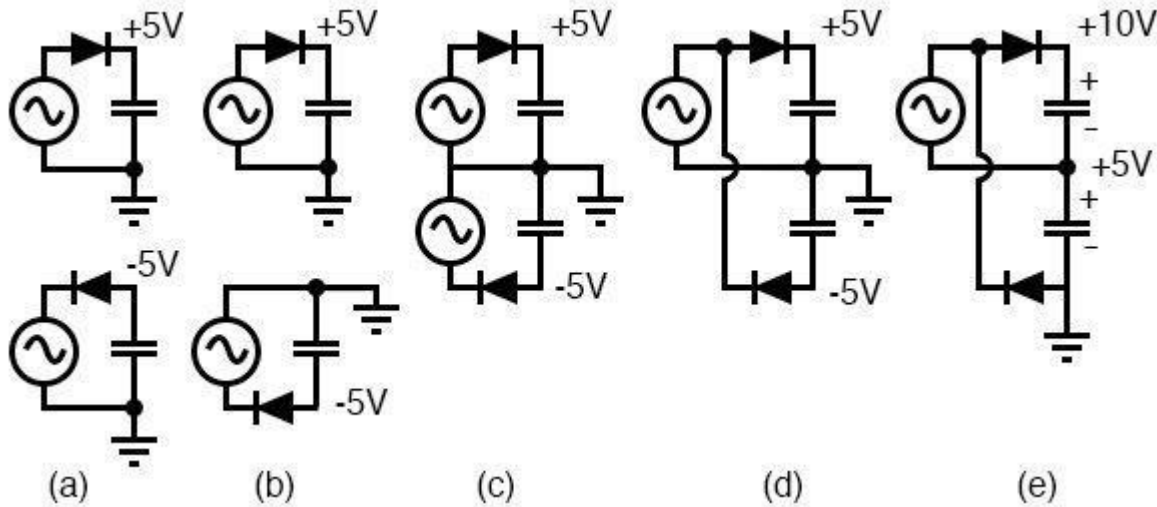 +5V +5V +5V +5V +10V
+
–
+5V
+
–
-5V -5V -5V
-5V
(a) (b) (c) (d) (e)